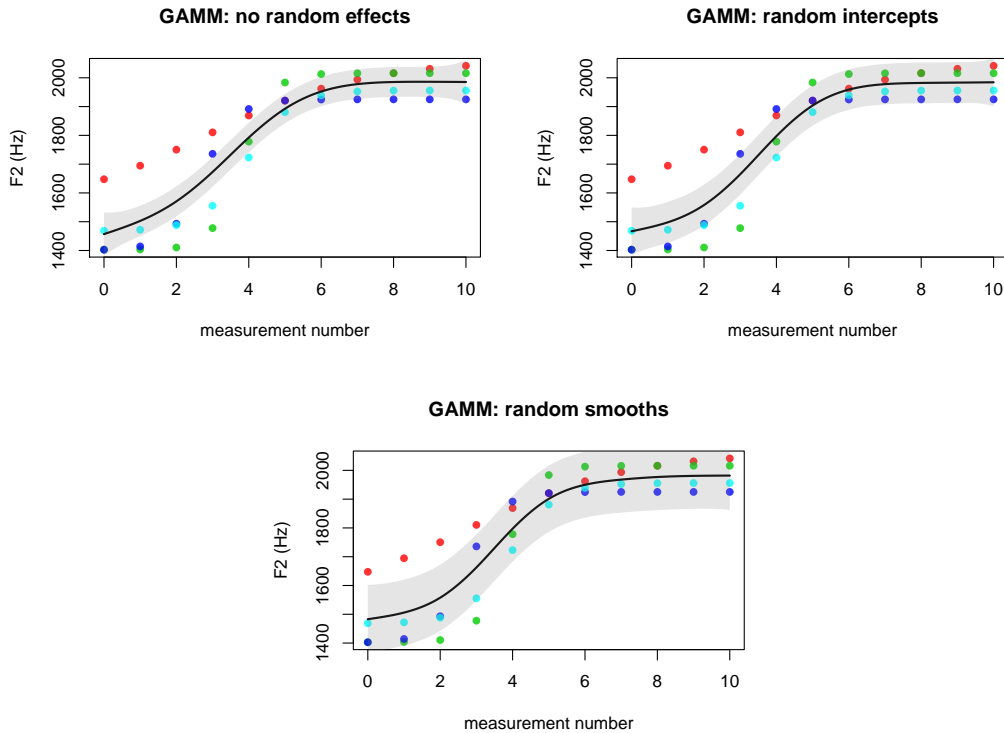 GAMM: no random effects
F2 (Hz)
1400 1600 1800 2000
0 2 4 6 8 10
measurement number
GAMM: random intercepts
F2 (Hz)
1400 1600 1800 2000
0 2 4 6 8 10
measurement number
GAMM: random smooths
F2 (Hz)
1400 1600 1800 2000
0 2 4 6 8 10
measurement number